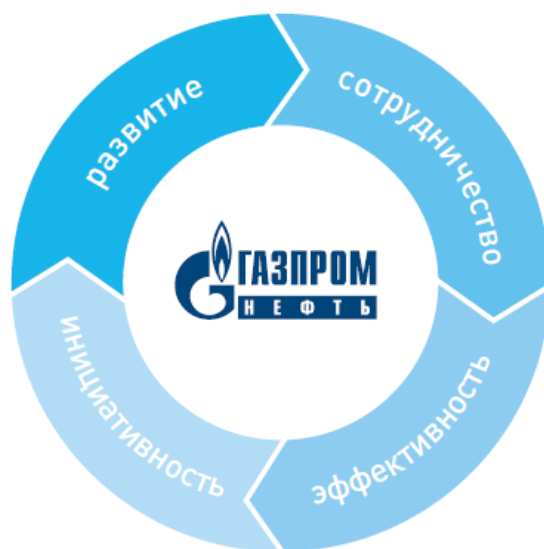 развитие
сотрудничество
эффективность
инициативность
ГАЗПРОМ
НЕФТЬ